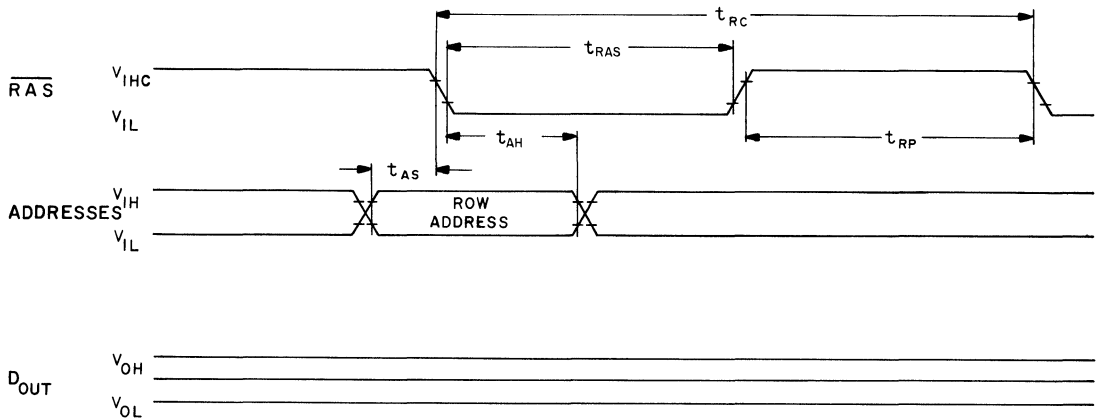 t_RC
t_RAS
RAS
V_IHC
V_IL
t_AH
t_RP
t_AS
ADDRESSES
V_IH
V_IL
ROW
ADDRESS
D_OUT
V_OH
V_OL